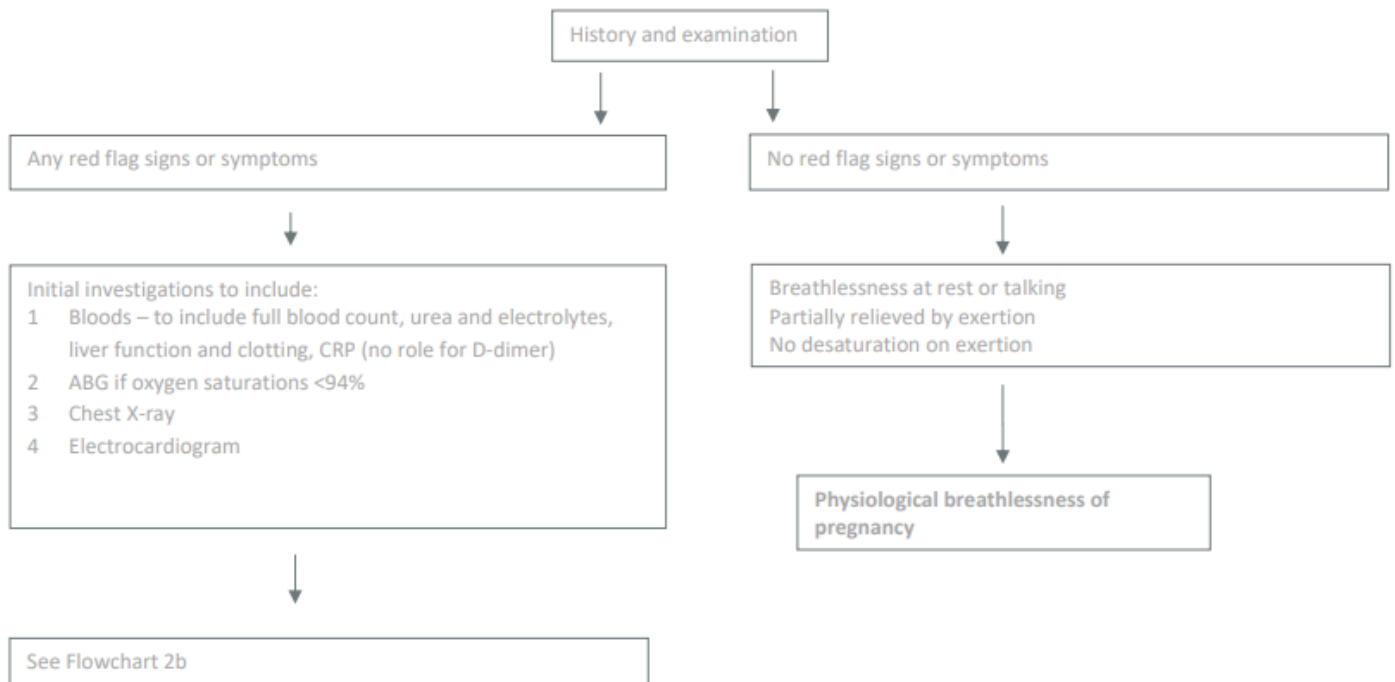 History and examination
Any red flag signs or symptoms
No red flag signs or symptoms
Initial investigations to include:
1 Bloods – to include full blood count, urea and electrolytes,
liver function and clotting, CRP (no role for D-dimer)
2 ABG if oxygen saturations <94%
3 Chest X-ray
4 Electrocardiogram
Breathlessness at rest or talking
Partially relieved by exertion
No desaturation on exertion
Physiological breathlessness of
pregnancy
See Flowchart 2b